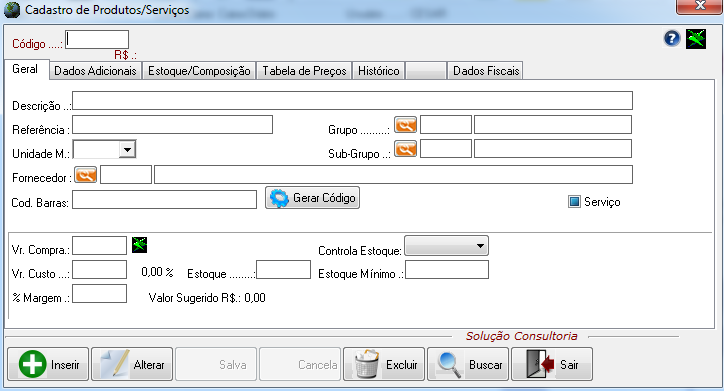 Cadastro de Produtos/Serviços
Código ....:
R$ .:
Geral Dados Adicionais Estoque/Composição Tabela de Preços Histórico Dados Fiscais
Descrição ..:
Referência : Grupo .........:
Unidade M.: Sub-Grupo ..:
Fornecedor :
Cod. Barras: Gerar Código Serviço
Vr. Compra.: Controla Estoque:
Vr. Custo ...: 0,00 % Estoque ........: Estoque Mínimo .:
% Margem .: Valor Sugerido R$.: 0,00
Solução Consultoria
Inserir Alterar Salva Cancela Excluir Buscar Sair